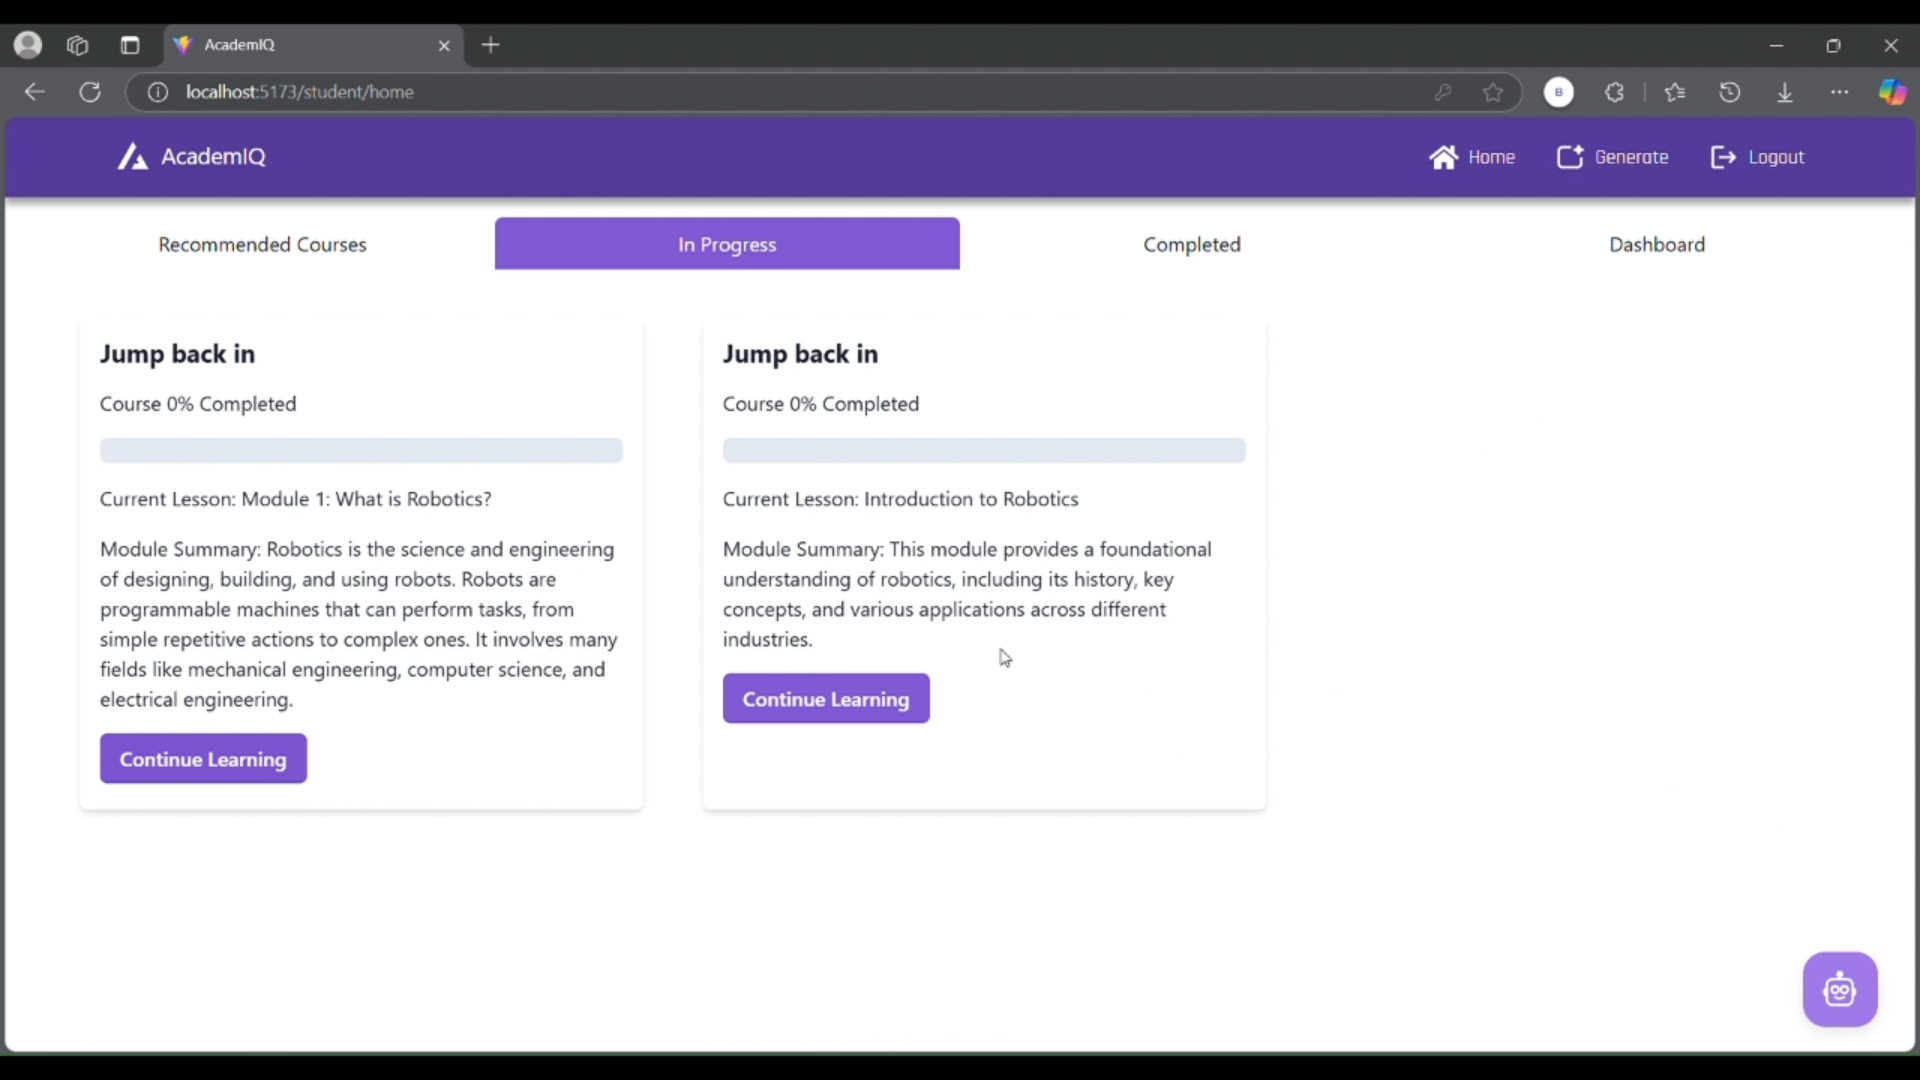 AcademIQ
localhost:5173/student/home
B
AcademIQ
Home
Generate
Logout
Recommended Courses
In Progress
Completed
Dashboard
Jump back in
Course 0% Completed
Current Lesson: Module 1: What is Robotics?
Module Summary: Robotics is the science and engineering
of designing, building, and using robots. Robots are
programmable machines that can perform tasks, from
simple repetitive actions to complex ones. It involves many
fields like mechanical engineering, computer science, and
electrical engineering.
Continue Learning
Jump back in
Course 0% Completed
Current Lesson: Introduction to Robotics
Module Summary: This module provides a foundational
understanding of robotics, including its history, key
concepts, and various applications across different
industries.
Continue Learning